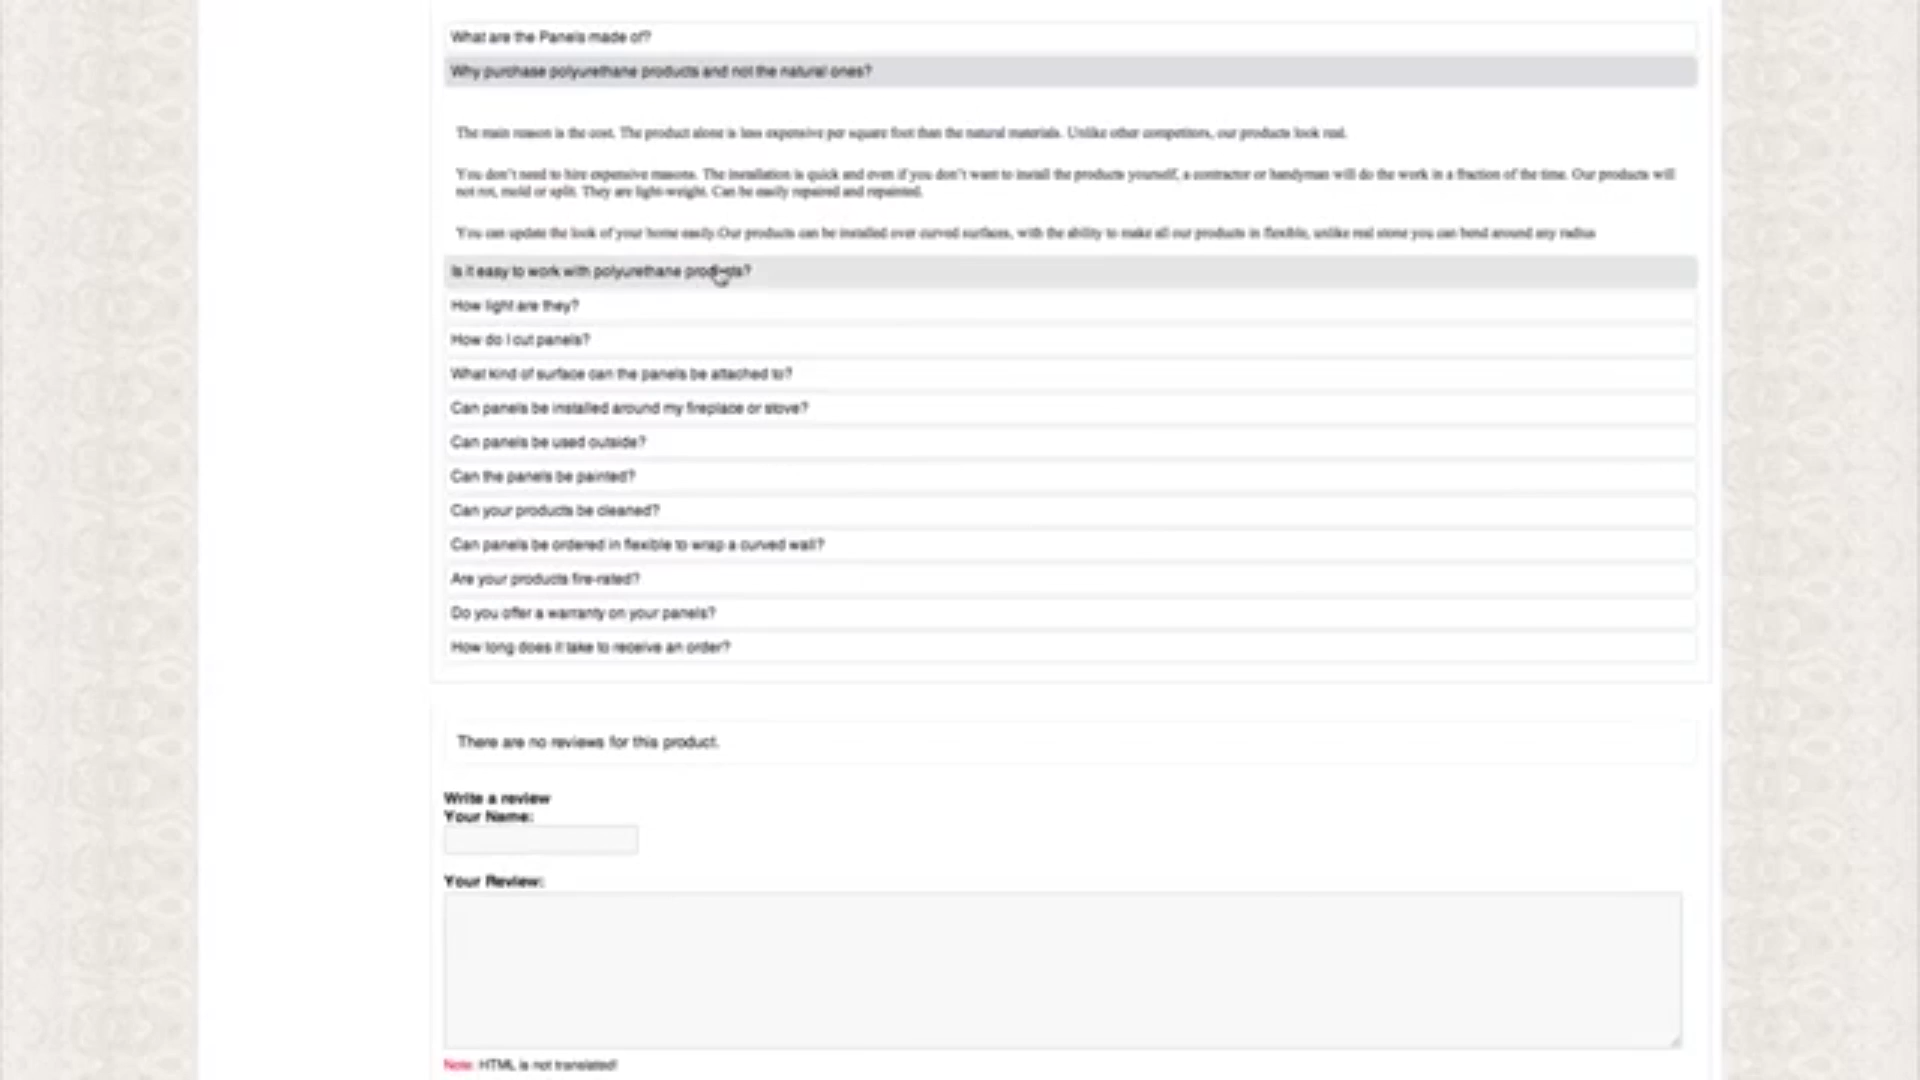 What are the Panels made of?
Why purchase polyurethane products and not the natural ones?
The main reason is the cost. The product alone is less expensive per square foot than the natural materials. Unlike other competitors, our products look real.
You don't need to hire expensive masons. The installation is quick and even if you don't want to install the products yourself, a contractor or handyman will do the work in a fraction of the time. Our products will
not rot, mold or split. They are light-weight. Can be easily repaired and repainted.
You can update the look of your home easily.Our products can be installed over curved surfaces, with the ability to make all our products in flexible, unlike real stone you can bend around any radius
Is it easy to work with polyurethane products?
How light are they?
How do I cut panels?
What kind of surface can the panels be attached to?
Can panels be installed around my fireplace or stove?
Can panels be used outside?
Can the panels be painted?
Can your products be cleaned?
Can panels be ordered in flexible to wrap a curved wall?
Are your products fire-rated?
Do you offer a warranty on your panels?
How long does it take to receive an order?
There are no reviews for this product.
Write a review
Your Name:
Your Review:
Note: HTML is not translated!